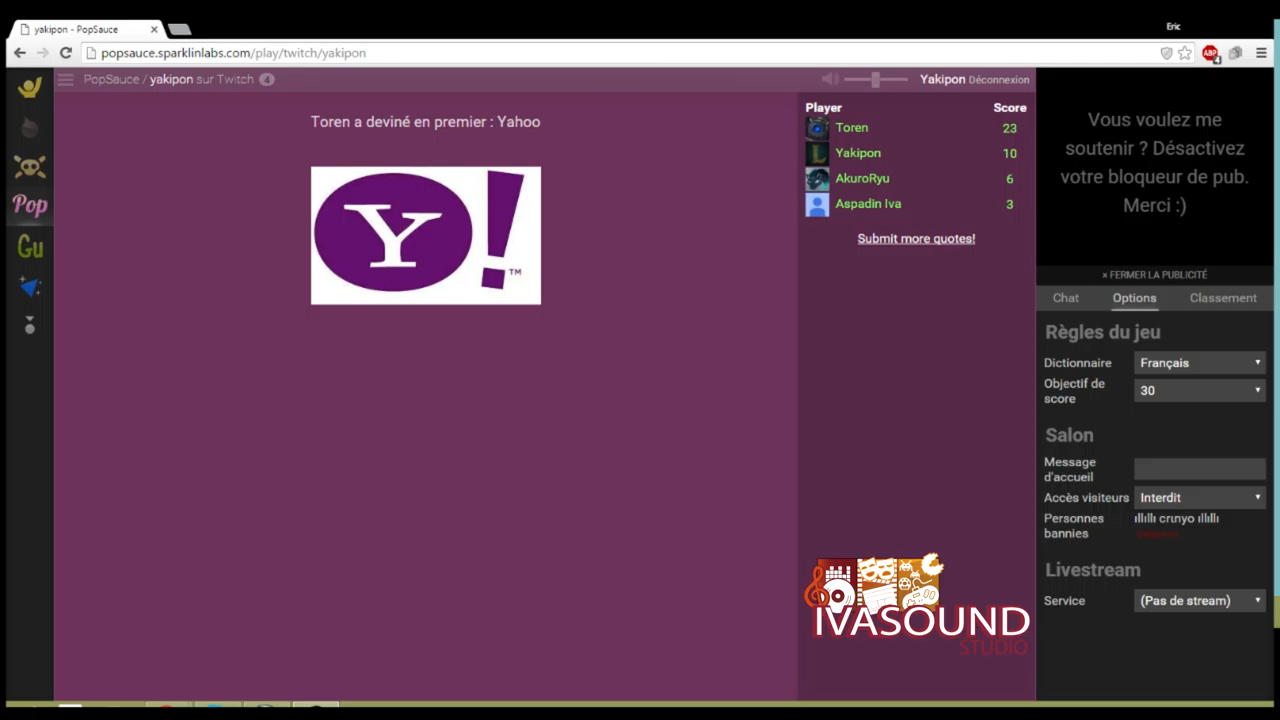 yakipon - PopSauce
Eric
popsauce.sparklinlabs.com/play/twitch/yakipon
ABP
4
PopSauce / yakipon sur Twitch 4
Yakipon Déconnexion
Pop
Gu
Toren a deviné en premier : Yahoo
Y!
TM
Player Score
Toren 23
Yakipon 10
AkuroRyu 6
Aspadin Iva 3
Submit more quotes!
IVASOUND
STUDIO
Vous voulez me
soutenir ? Désactivez
votre bloqueur de pub.
Merci :)
× FERMER LA PUBLICITÉ
Chat Options Classement
Règles du jeu
Dictionnaire Français
Objectif de
score 30
Salon
Message
d'accueil
Accès visiteurs Interdit
Personnes
bannies ıllıllı crunyo ıllıllı
Livestream
Service (Pas de stream)